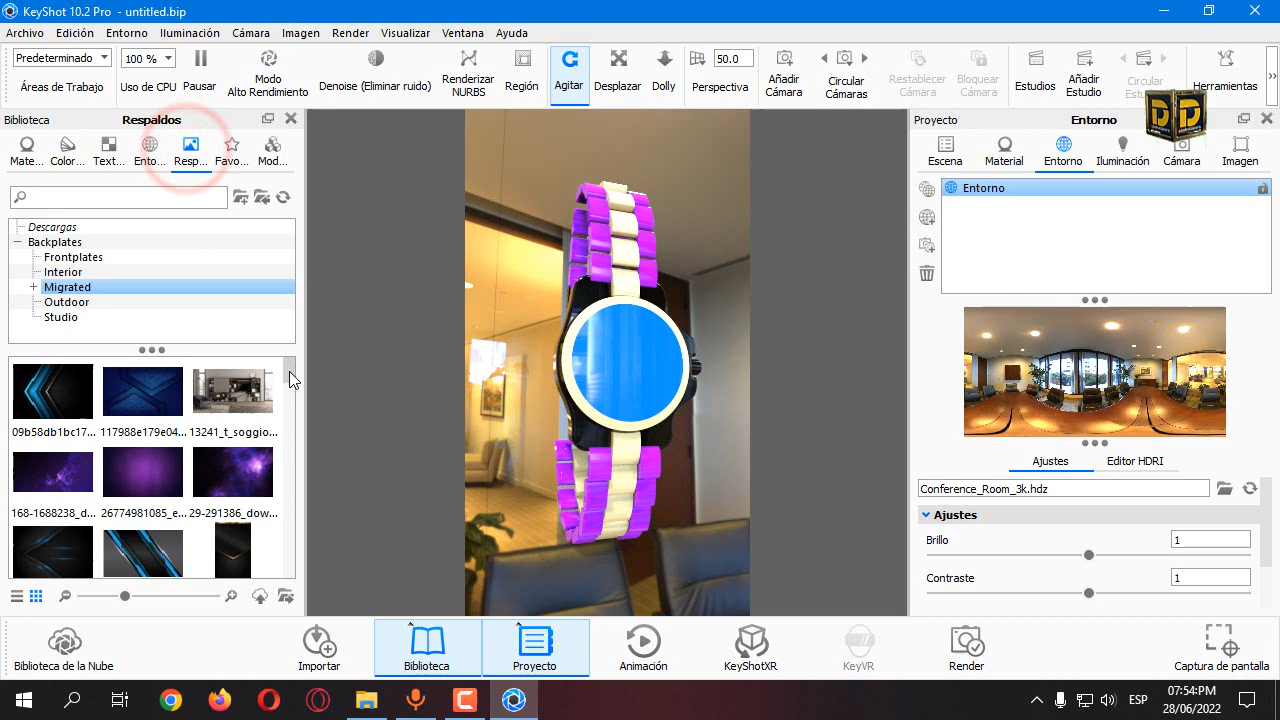 KeyShot 10.2 Pro - untitled.bip
Archivo Edición Entorno Iluminación Cámara Imagen Render Visualizar Ventana Ayuda
Predeterminado 100 % 50.0
Áreas de Trabajo Uso de CPU Pausar Modo Alto Rendimiento Denoise (Eliminar ruido) Renderizar NURBS Región Agitar Desplazar Dolly Perspectiva Añadir Cámara Circular Cámaras Restablecer Cámara Bloquear Cámara Estudios Añadir Estudio Circular Herramientas
Biblioteca Respaldos
Mate... Color... Text... Ento... Resp... Favo... Mod...
Descargas
Backplates
Frontplates
Interior
Migrated
Outdoor
Studio
09b58db1bc17... 117988e179e04... 13241_t_soggio...
168-1688238_d... 26774981085_e... 29-291386_dow...
Proyecto Entorno
Escena Material Entorno Iluminación Cámara Imagen
Entorno
Ajustes Editor HDRI
Conference_Room_3k.hdz
Ajustes
Brillo 1
Contraste 1
Biblioteca de la Nube Importar Biblioteca Proyecto Animación KeyShotXR KeyVR Render Captura de pantalla
ESP
07:54 PM
28/06/2022